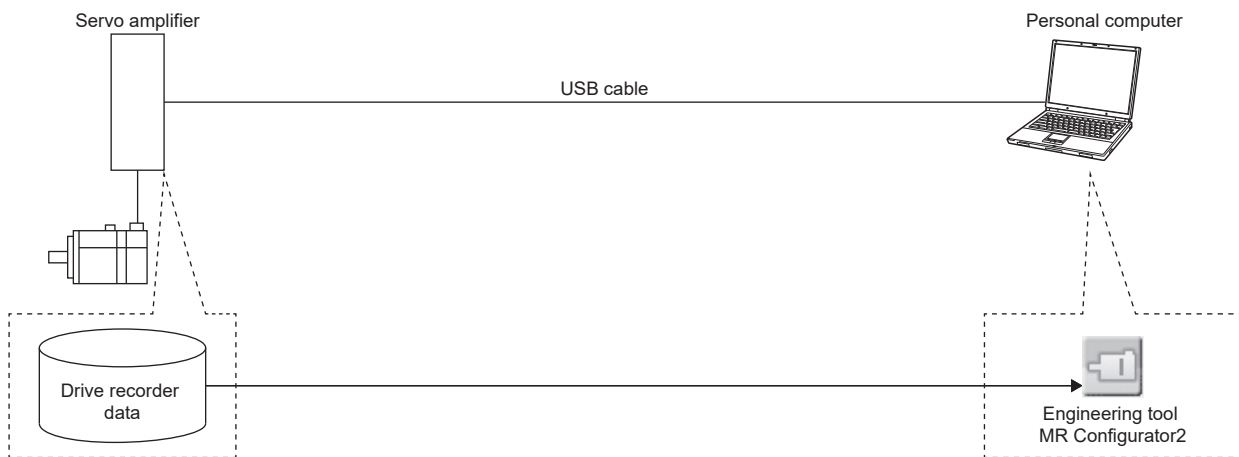 Servo amplifier
Personal computer
USB cable
Drive recorder
data
Engineering tool
MR Configurator2